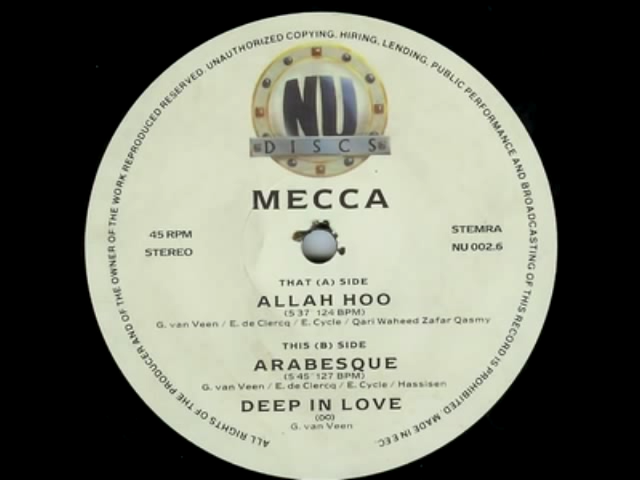 ALL RIGHTS OF THE PRODUCER AND OF THE OWNER OF THE WORK REPRODUCED RESERVED. UNAUTHORIZED COPYING, HIRING, LENDING, PUBLIC PERFORMANCE AND BROADCASTING OF THIS RECORD IS PROHIBITED. MADE IN EEC.
NU
DISCS
MECCA
45 RPM
STEREO
STEMRA
NU 002.6
THAT (A) SIDE
ALLAH HOO
(5'37" 124 BPM)
G. van Veen / E. de Clercq / E. Cycle / Qari Waheed Zafar Qasmy
THIS (B) SIDE
ARABESQUE
(5'45" 127 BPM)
G. van Veen / E. de Clercq / E. Cycle / Hassisen
DEEP IN LOVE
(∞)
G. van Veen